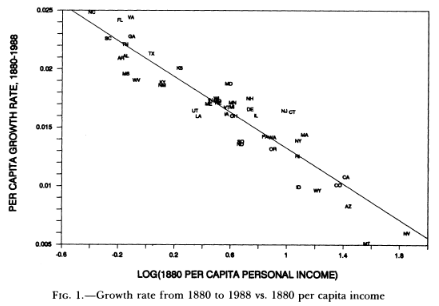 0.025
NC
FL
VA
SC
GA
TN
AL
TX
AR
KS
0.02
MS
WV
KY
MO
NH
NJ
CT
UT
DE
LA
IL
0.015
PA
MA
NY
OR
RI
CA
0.01
ID
WY
CO
AZ
NV
0.005
MT
-0.6
-0.2
0.2
0.6
1
1.4
1.8
PER CAPITA GROWTH RATE, 1880-1988
LOG(1880 PER CAPITA PERSONAL INCOME)
FIG. 1.—Growth rate from 1880 to 1988 vs. 1880 per capita income